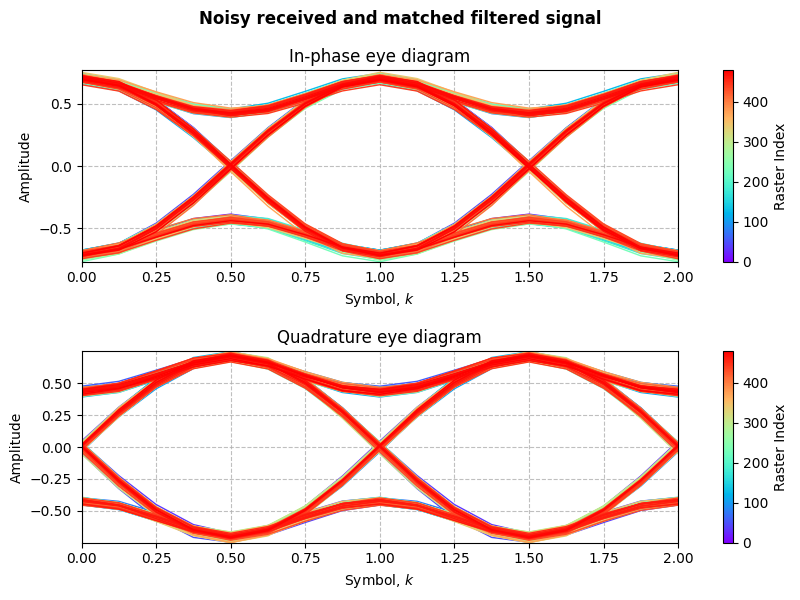 Noisy received and matched filtered signal
In-phase eye diagram
0.5
0.0
−0.5
Amplitude
0.00 0.25 0.50 0.75 1.00 1.25 1.50 1.75 2.00
Symbol, k
400
300
200
100
0
Raster Index
Quadrature eye diagram
0.50
0.25
0.00
−0.25
−0.50
Amplitude
0.00 0.25 0.50 0.75 1.00 1.25 1.50 1.75 2.00
Symbol, k
400
300
200
100
0
Raster Index